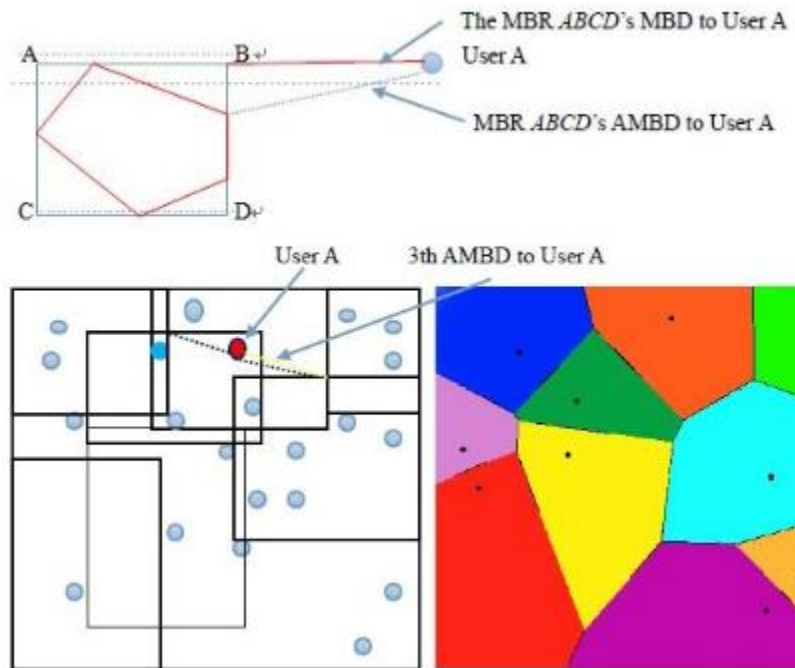 The MBR ABCD's MBD to User A
A
B
User A
MBR ABCD's AMBD to User A
C
D
User A
3th AMBD to User A